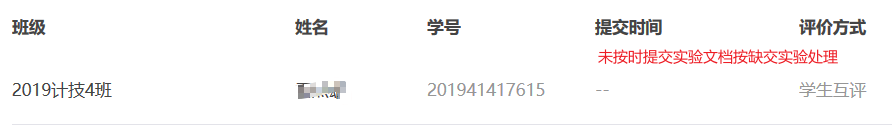 班级 姓名 学号 提交时间 评价方式
未按时提交实验文档按缺交实验处理
2019计技4班 201941417615 -- 学生互评